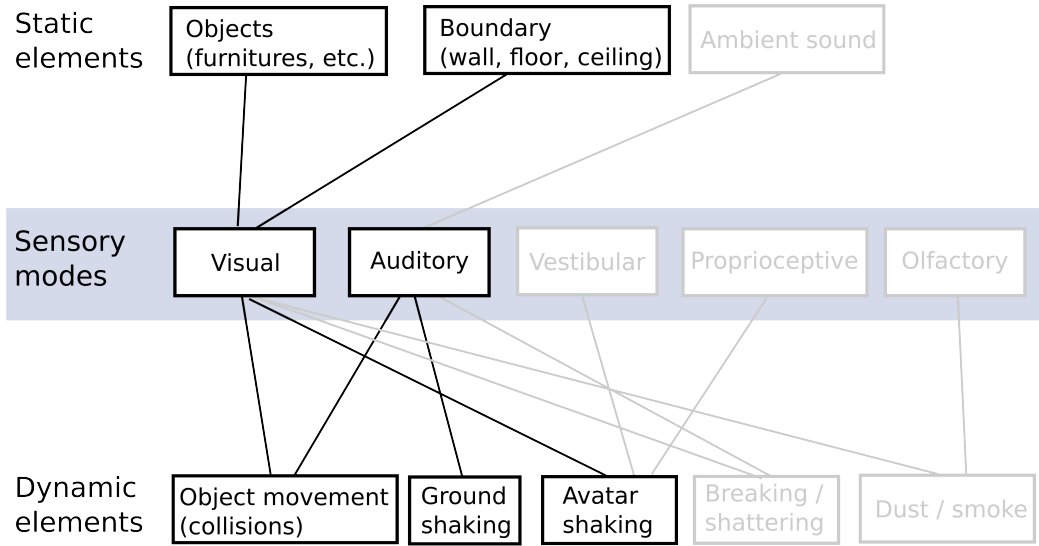 Static
elements
Objects
(furnitures, etc.)
Boundary
(wall, floor, ceiling)
Ambient sound
Sensory
modes
Visual
Auditory
Vestibular
Proprioceptive
Olfactory
Dynamic
elements
Object movement
(collisions)
Ground
shaking
Avatar
shaking
Breaking /
shattering
Dust / smoke